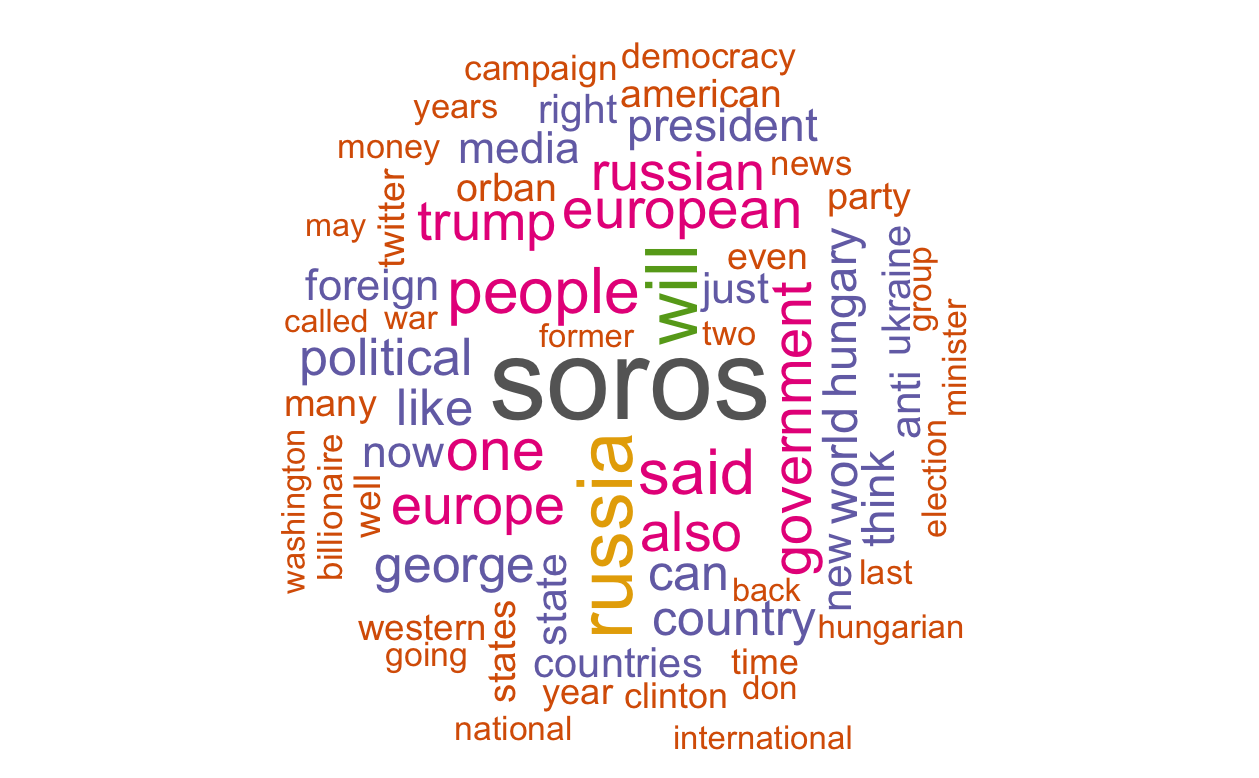 democracy
campaign
american
years
right
president
money
media
russian
news
twitter
orban
european
party
may
trump
will
even
hungary
ukraine
foreign
people
just
government
group
called
war
former
two
minister
political
soros
many
like
world
anti
washington
billionaire
well
now
one
russia
said
think
election
europe
also
george
state
can
back
new
last
western
states
country
hungarian
going
countries
time
year
clinton
don
national
international